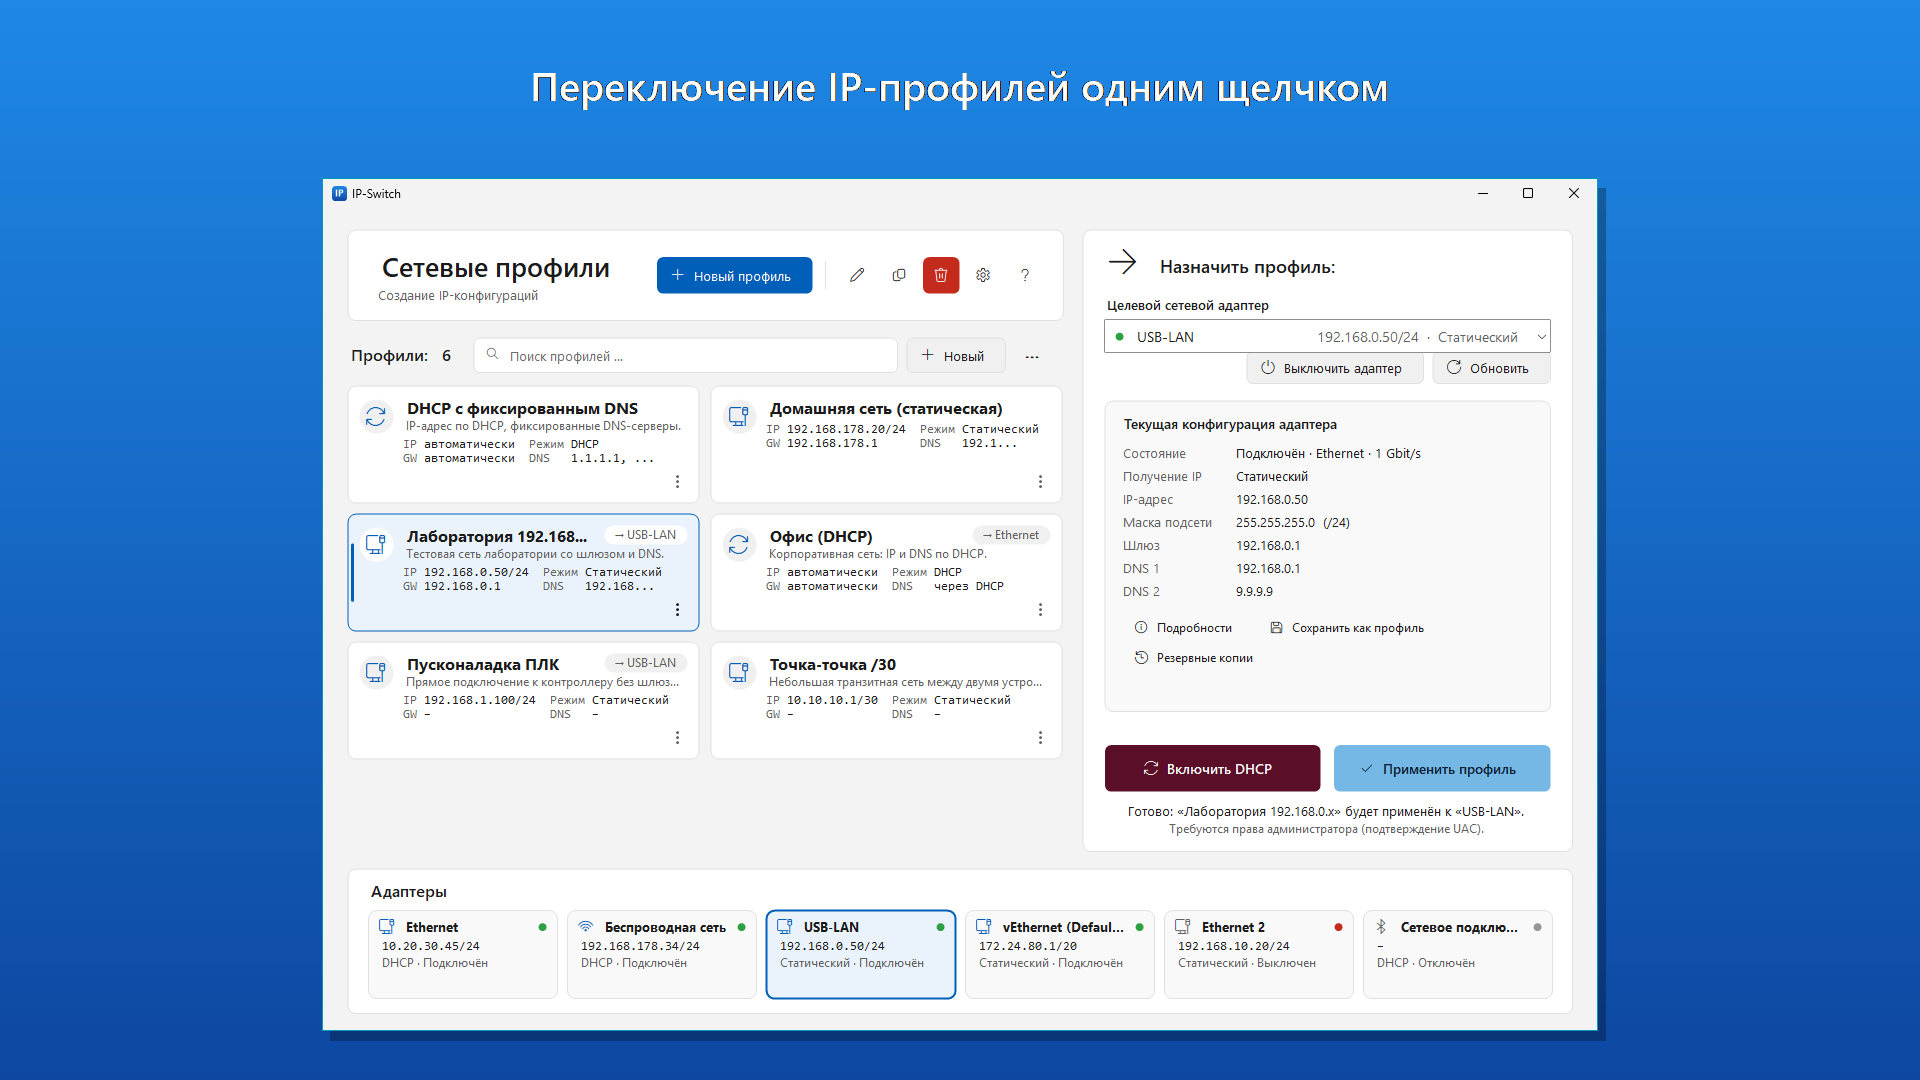 Переключение IP-профилей одним щелчком
IP IP-Switch
Сетевые профили
Создание IP-конфигураций
Новый профиль
?
Профили: 6
Поиск профилей ...
Новый
DHCP с фиксированным DNS
IP-адрес по DHCP, фиксированные DNS-серверы.
IP автоматически Режим DHCP
GW автоматически DNS 1.1.1.1, ...
Домашняя сеть (статическая)
IP 192.168.178.20/24 Режим Статический
GW 192.168.178.1 DNS 192.1...
Лаборатория 192.168... → USB-LAN
Тестовая сеть лаборатории со шлюзом и DNS.
IP 192.168.0.50/24 Режим Статический
GW 192.168.0.1 DNS 192.168...
Офис (DHCP) → Ethernet
Корпоративная сеть: IP и DNS по DHCP.
IP автоматически Режим DHCP
GW автоматически DNS через DHCP
Пусконаладка ПЛК → USB-LAN
Прямое подключение к контроллеру без шлюз...
IP 192.168.1.100/24 Режим Статический
GW – DNS –
Точка-точка /30
Небольшая транзитная сеть между двумя устро...
IP 10.10.10.1/30 Режим Статический
GW – DNS –
Назначить профиль:
Целевой сетевой адаптер
USB-LAN 192.168.0.50/24 · Статический
Выключить адаптер Обновить
Текущая конфигурация адаптера
Состояние Подключён · Ethernet · 1 Gbit/s
Получение IP Статический
IP-адрес 192.168.0.50
Маска подсети 255.255.255.0 (/24)
Шлюз 192.168.0.1
DNS 1 192.168.0.1
DNS 2 9.9.9.9
Подробности Сохранить как профиль
Резервные копии
Включить DHCP Применить профиль
Готово: «Лаборатория 192.168.0.x» будет применён к «USB-LAN».
Требуются права администратора (подтверждение UAC).
Адаптеры
Ethernet
10.20.30.45/24
DHCP · Подключён
Беспроводная сеть
192.168.178.34/24
DHCP · Подключён
USB-LAN
192.168.0.50/24
Статический · Подключён
vEthernet (Defaul...
172.24.80.1/20
Статический · Подключён
Ethernet 2
192.168.10.20/24
Статический · Выключен
Сетевое подклю...
–
DHCP · Отключён